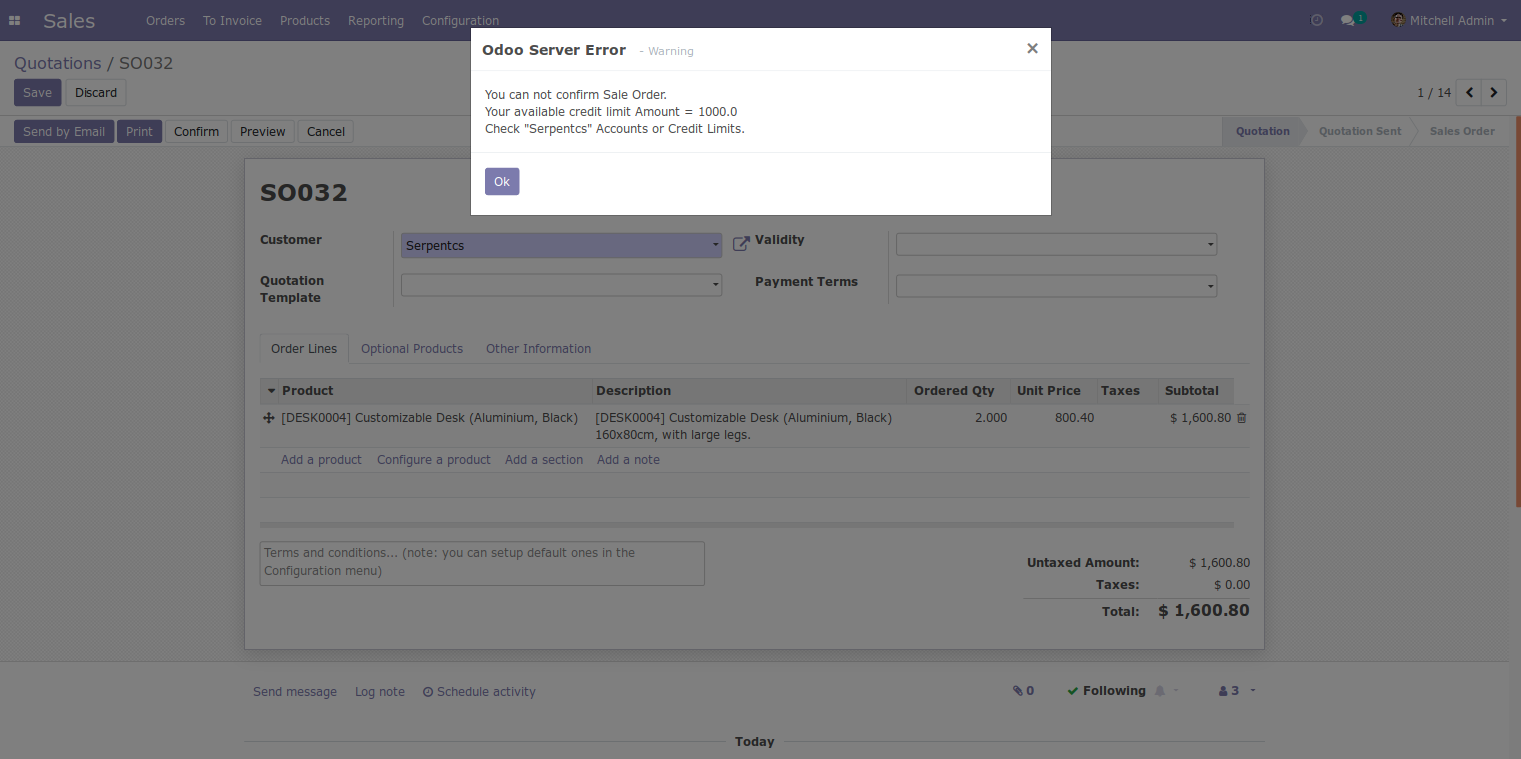 Sales
Orders
To Invoice
Products
Reporting
Configuration
1
Mitchell Admin
Odoo Server Error - Warning
×
You can not confirm Sale Order.
Your available credit limit Amount = 1000.0
Check "Serpentcs" Accounts or Credit Limits.
Ok
Quotations / SO032
Save
Discard
1 / 14
Send by Email
Print
Confirm
Preview
Cancel
Quotation
Quotation Sent
Sales Order
SO032
Customer
Serpentcs
Validity
Quotation
Template
Payment Terms
Order Lines
Optional Products
Other Information
Product
Description
Ordered Qty
Unit Price
Taxes
Subtotal
[DESK0004] Customizable Desk (Aluminium, Black)
[DESK0004] Customizable Desk (Aluminium, Black)
160x80cm, with large legs.
2.000
800.40
$ 1,600.80
Add a product
Configure a product
Add a section
Add a note
Terms and conditions... (note: you can setup default ones in the
Configuration menu)
Untaxed Amount: $ 1,600.80
Taxes: $ 0.00
Total: $ 1,600.80
Send message
Log note
Schedule activity
0
Following
3
Today